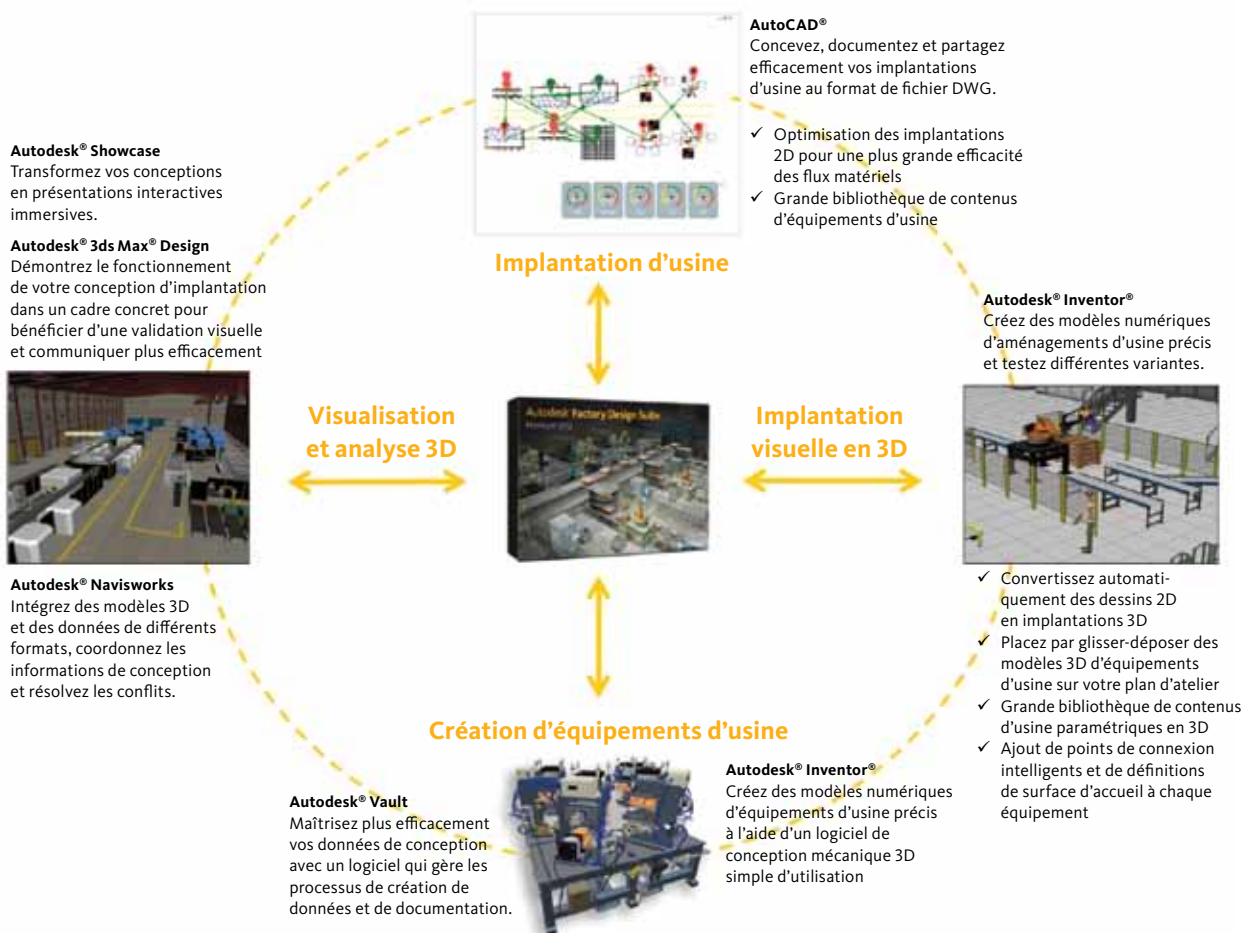 AutoCAD®
Concevez, documentez et partagez
efficacement vos implantations
d'usine au format de fichier DWG.
✓ Optimisation des implantations
2D pour une plus grande efficacité
des flux matériels
✓ Grande bibliothèque de contenus
d'équipements d'usine
Autodesk® Showcase
Transformez vos conceptions
en présentations interactives
immersives.
Autodesk® 3ds Max® Design
Démontrez le fonctionnement
de votre conception d'implantation
dans un cadre concret pour
bénéficier d'une validation visuelle
et communiquer plus efficacement
Implantation d'usine
Autodesk® Inventor®
Créez des modèles numériques
d'aménagements d'usine précis
et testez différentes variantes.
Visualisation
et analyse 3D
Autodesk Factory Design Suite
Implantation
visuelle en 3D
Autodesk® Navisworks
Intégrez des modèles 3D
et des données de différents
formats, coordonnez les
informations de conception
et résolvez les conflits.
✓ Convertissez automati-
quement des dessins 2D
en implantations 3D
✓ Placez par glisser-déposer des
modèles 3D d'équipements
d'usine sur votre plan d'atelier
✓ Grande bibliothèque de contenus
d'usine paramétriques en 3D
✓ Ajout de points de connexion
intelligents et de définitions
de surface d'accueil à chaque
équipement
Création d'équipements d'usine
Autodesk® Vault
Maîtrisez plus efficacement
vos données de conception
avec un logiciel qui gère les
processus de création de
données et de documentation.
Autodesk® Inventor®
Créez des modèles numériques
d'équipements d'usine précis
à l'aide d'un logiciel de
conception mécanique 3D
simple d'utilisation